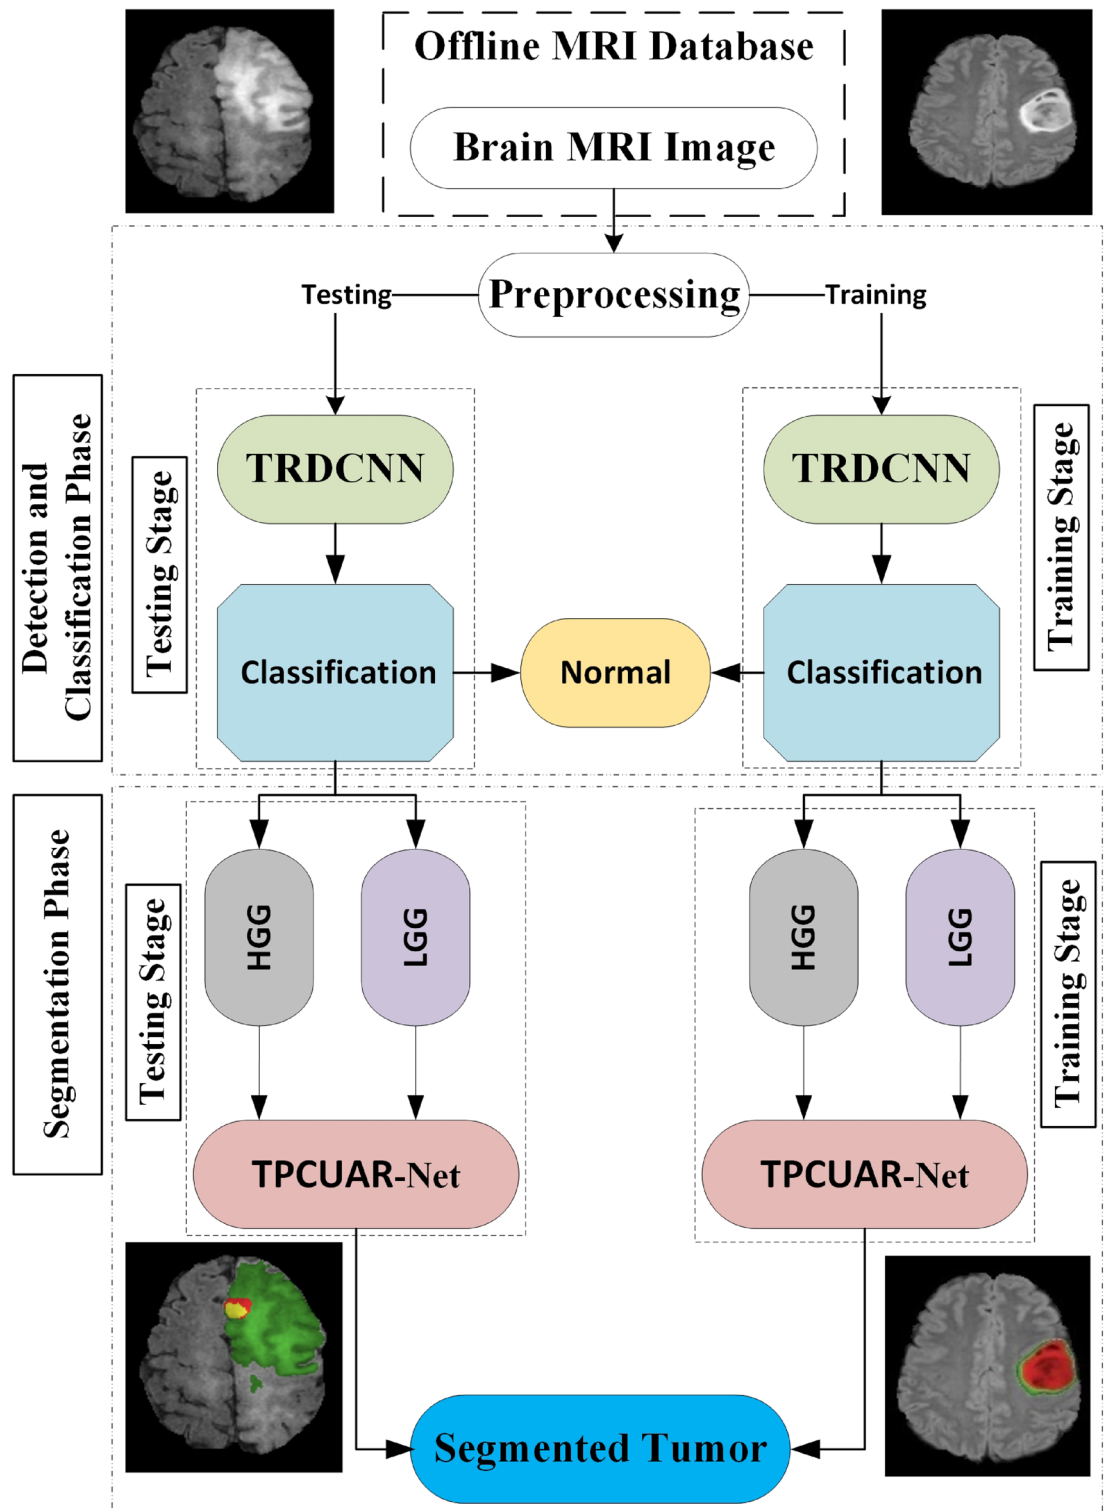 Offline MRI Database
Brain MRI Image
Preprocessing
Testing
Training
Detection and
Classification Phase
Testing Stage
TRDCNN
TRDCNN
Training Stage
Classification
Normal
Classification
Segmentation Phase
Testing Stage
HGG
LGG
HGG
LGG
Training Stage
TPCUAR-Net
TPCUAR-Net
Segmented Tumor